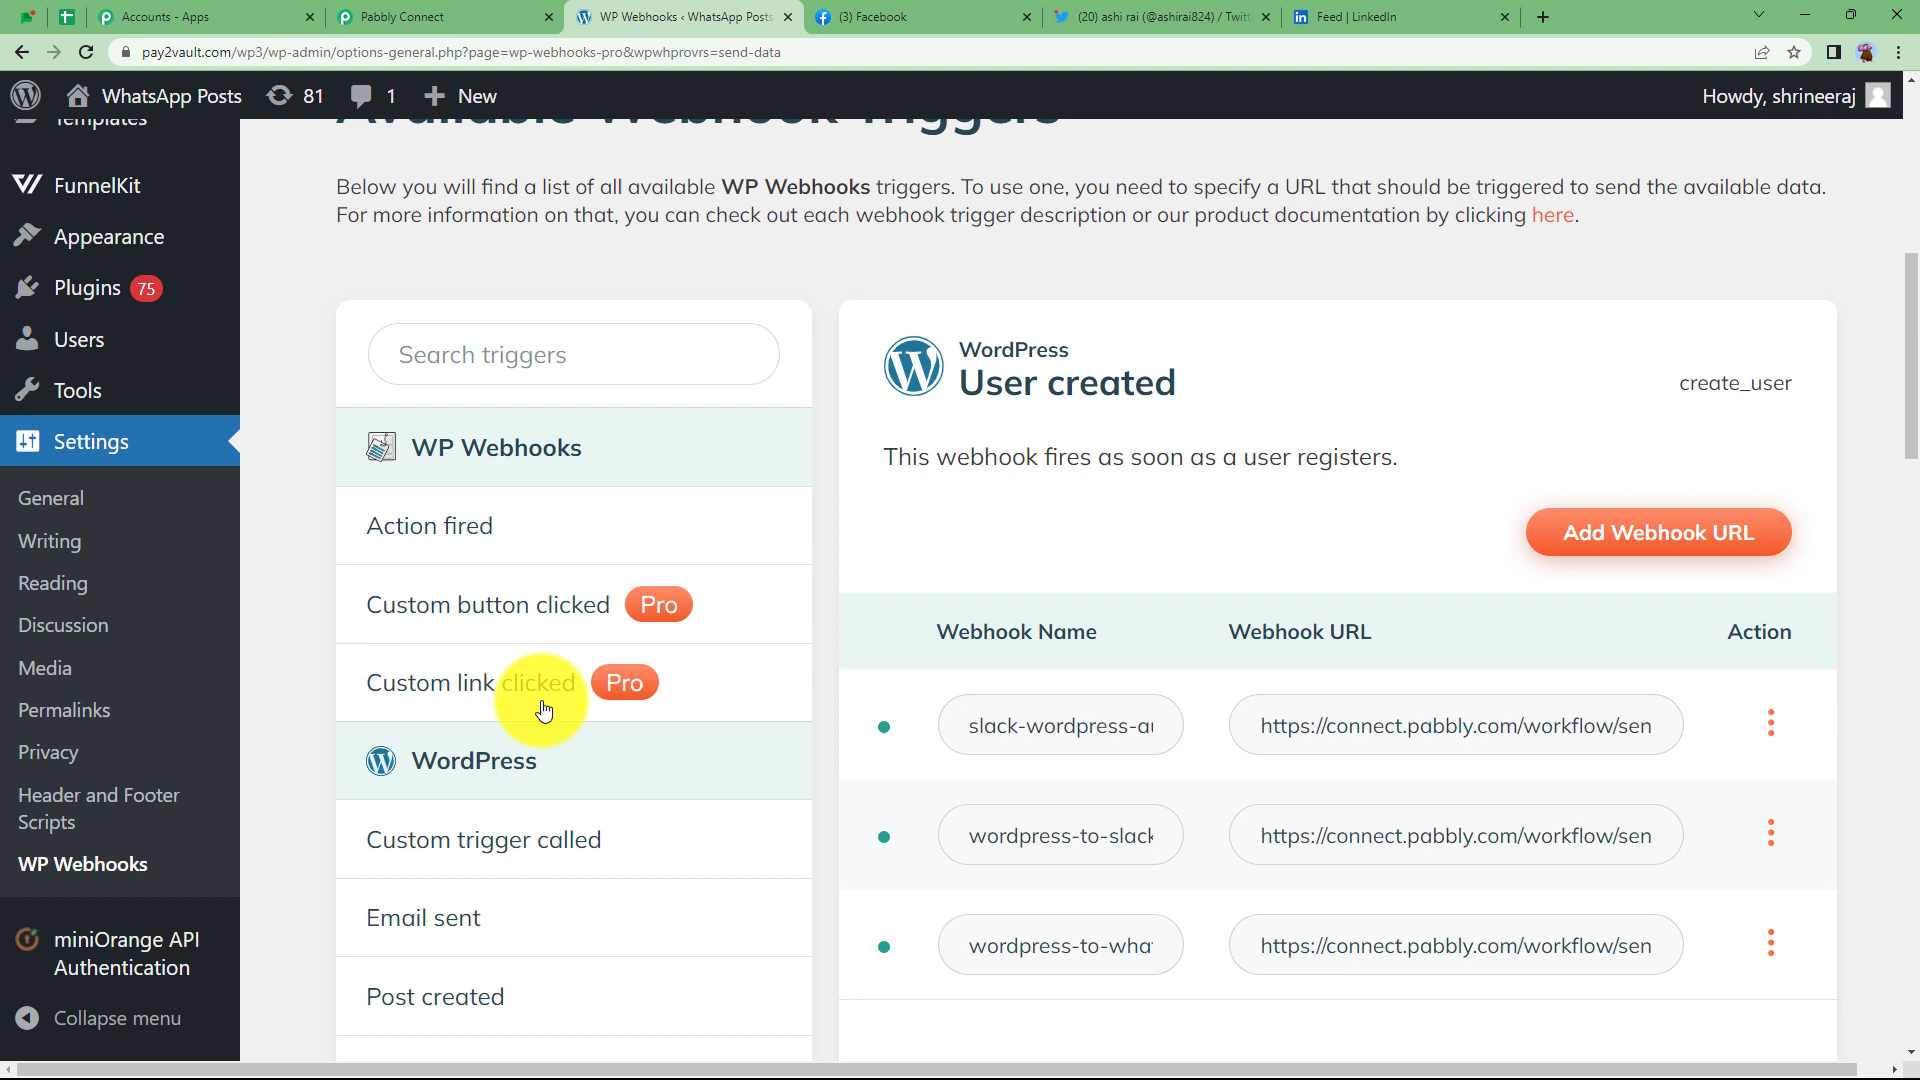 Accounts - Apps
Pabbly Connect
WP Webhooks ‹ WhatsApp Posts
(3) Facebook
(20) ashi rai (@ashirai824) / Twitt
Feed | LinkedIn
pay2vault.com/wp3/wp-admin/options-general.php?page=wp-webhooks-pro&wpwhprovrs=send-data
WhatsApp Posts
81
1
New
Howdy, shrineeraj
Templates
FunnelKit
Appearance
Plugins 75
Users
Tools
Settings
General
Writing
Reading
Discussion
Media
Permalinks
Privacy
Header and Footer
Scripts
WP Webhooks
miniOrange API
Authentication
Collapse menu
Available Webhook Triggers
Below you will find a list of all available WP Webhooks triggers. To use one, you need to specify a URL that should be triggered to send the available data.
For more information on that, you can check out each webhook trigger description or our product documentation by clicking here.
Search triggers
WP Webhooks
Action fired
Custom button clicked Pro
Custom link clicked Pro
WordPress
Custom trigger called
Email sent
Post created
WordPress
User created
create_user
This webhook fires as soon as a user registers.
Add Webhook URL
Webhook Name Webhook URL Action
slack-wordpress-au https://connect.pabbly.com/workflow/sen
wordpress-to-slack https://connect.pabbly.com/workflow/sen
wordpress-to-wha https://connect.pabbly.com/workflow/sen